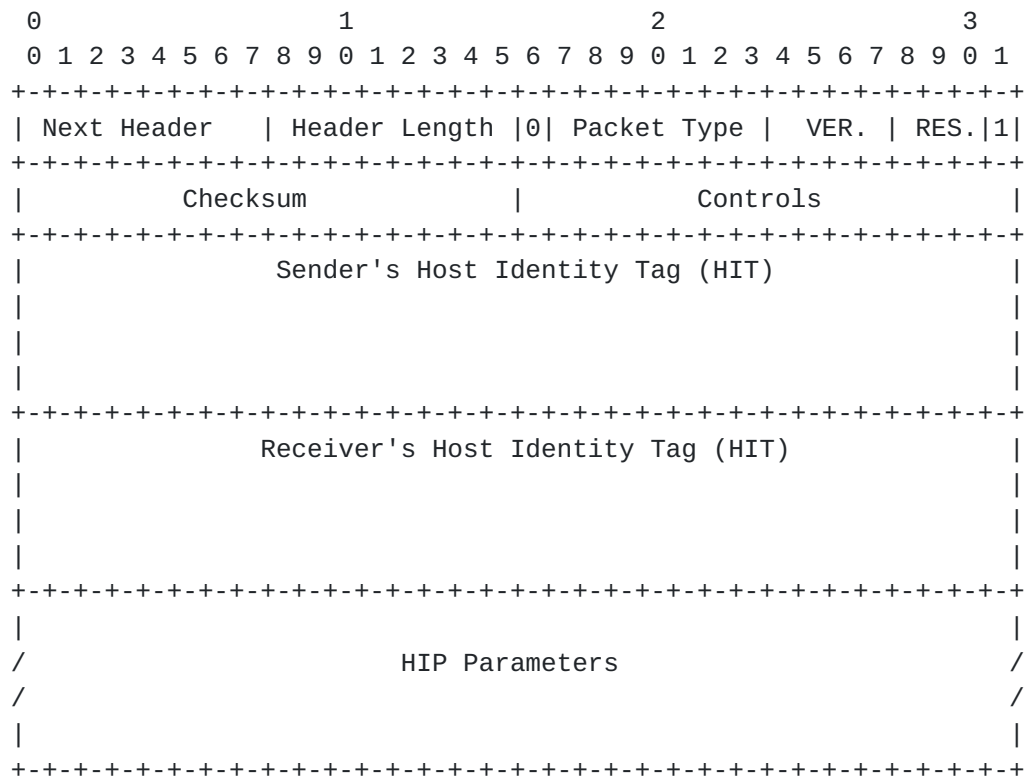 0                   1                   2                   3
 0 1 2 3 4 5 6 7 8 9 0 1 2 3 4 5 6 7 8 9 0 1 2 3 4 5 6 7 8 9 0 1
+-+-+-+-+-+-+-+-+-+-+-+-+-+-+-+-+-+-+-+-+-+-+-+-+-+-+-+-+-+-+-+-+
| Next Header   | Header Length |0| Packet Type |  VER. | RES.|1|
+-+-+-+-+-+-+-+-+-+-+-+-+-+-+-+-+-+-+-+-+-+-+-+-+-+-+-+-+-+-+-+-+
|          Checksum             |           Controls            |
+-+-+-+-+-+-+-+-+-+-+-+-+-+-+-+-+-+-+-+-+-+-+-+-+-+-+-+-+-+-+-+-+
|                Sender's Host Identity Tag (HIT)               |
|                                                               |
|                                                               |
|                                                               |
+-+-+-+-+-+-+-+-+-+-+-+-+-+-+-+-+-+-+-+-+-+-+-+-+-+-+-+-+-+-+-+-+
|               Receiver's Host Identity Tag (HIT)              |
|                                                               |
|                                                               |
|                                                               |
+-+-+-+-+-+-+-+-+-+-+-+-+-+-+-+-+-+-+-+-+-+-+-+-+-+-+-+-+-+-+-+-+
|                                                               |
/                        HIP Parameters                         /
/                                                               /
|                                                               |
+-+-+-+-+-+-+-+-+-+-+-+-+-+-+-+-+-+-+-+-+-+-+-+-+-+-+-+-+-+-+-+-+